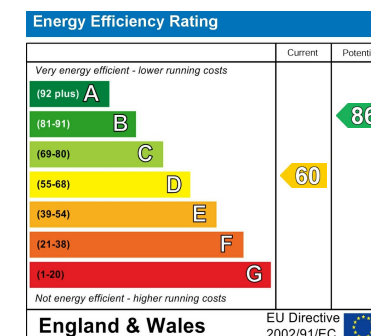 Energy Efficiency Rating
Current Potenti
Very energy efficient - lower running costs
(92 plus) A
(81-91) B
86
(69-80) C
(55-68) D
60
(39-54) E
(21-38) F
(1-20) G
Not energy efficient - higher running costs
England & Wales
EU Directive
2002/91/EC